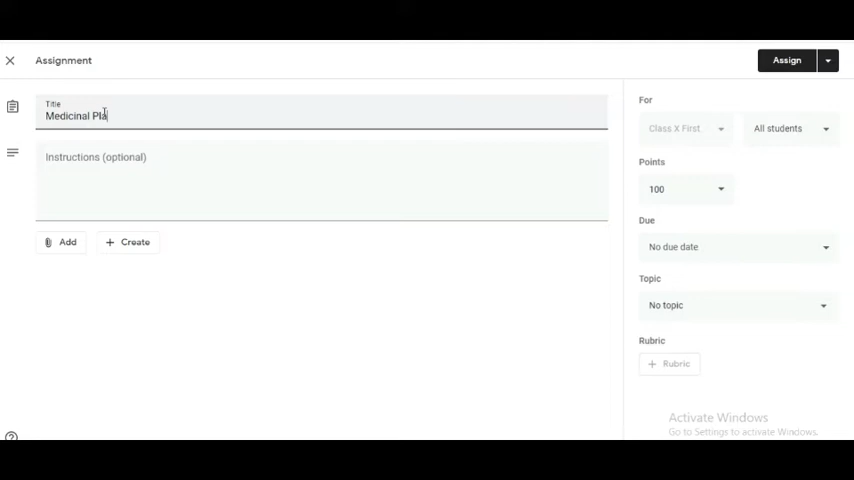 Assignment
Assign
Title
Medicinal Pla
Instructions (optional)
Add
Create
For
Class X First
All students
Points
100
Due
No due date
Topic
No topic
Rubric
Rubric
Activate Windows
Go to Settings to activate Windows.